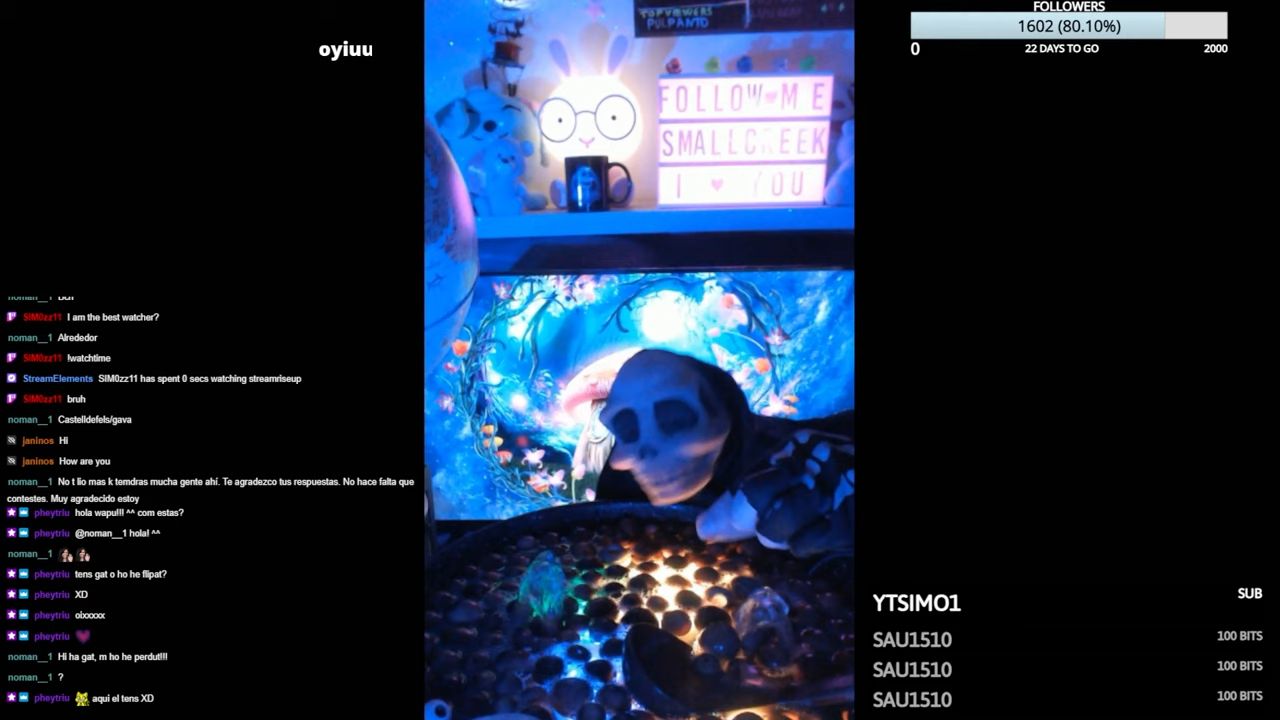 oyiuu
noman__1 Buh
SIM0zz11 I am the best watcher?
noman__1 Alrededor
SIM0zz11 !watchtime
StreamElements SIM0zz11 has spent 0 secs watching streamriseup
SIM0zz11 bruh
noman__1 Castelldefels/gava
janinos Hi
janinos How are you
noman__1 No t lio mas k temdras mucha gente ahí. Te agradezco tus respuestas. No hace falta que
contestes. Muy agradecido estoy
pheytriu hola wapu!!! ^^ com estas?
pheytriu @noman__1 hola! ^^
noman__1
pheytriu tens gat o ho he flipat?
pheytriu XD
pheytriu oixxxxx
pheytriu
noman__1 Hi ha gat, m ho he perdut!!!
noman__1 ?
pheytriu aqui el tens XD
TOPVIEWERS
PULPANTO
FOLLOW♥ME
SMALLCREEK
I ♥ YOU
FOLLOWERS
1602 (80.10%)
0 22 DAYS TO GO 2000
YTSIMO1 SUB
SAU1510 100 BITS
SAU1510 100 BITS
SAU1510 100 BITS